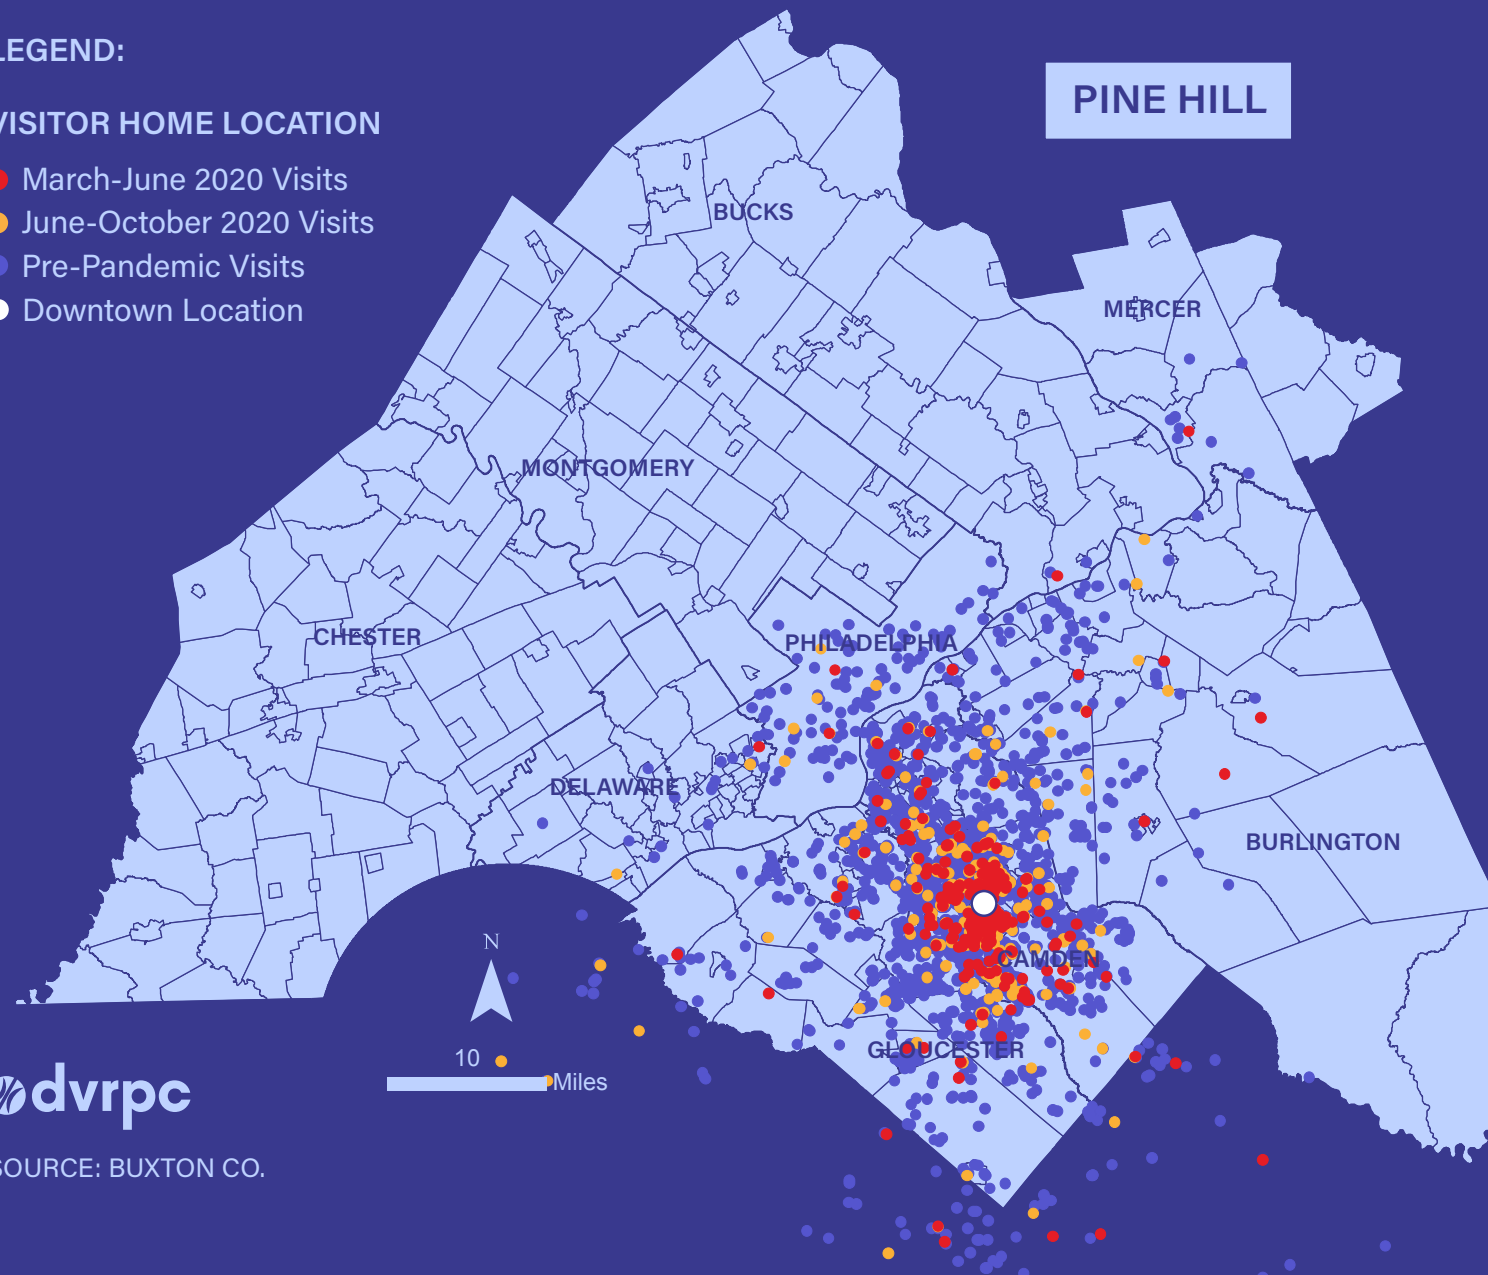 LEGEND:
PINE HILL
VISITOR HOME LOCATION
March-June 2020 Visits
June-October 2020 Visits
Pre-Pandemic Visits
Downtown Location
BUCKS
MERCER
MONTGOMERY
CHESTER
PHILADELPHIA
DELAWARE
BURLINGTON
N
CAMDEN
GLOUCESTER
10
Miles
dvrpc
SOURCE: BUXTON CO.